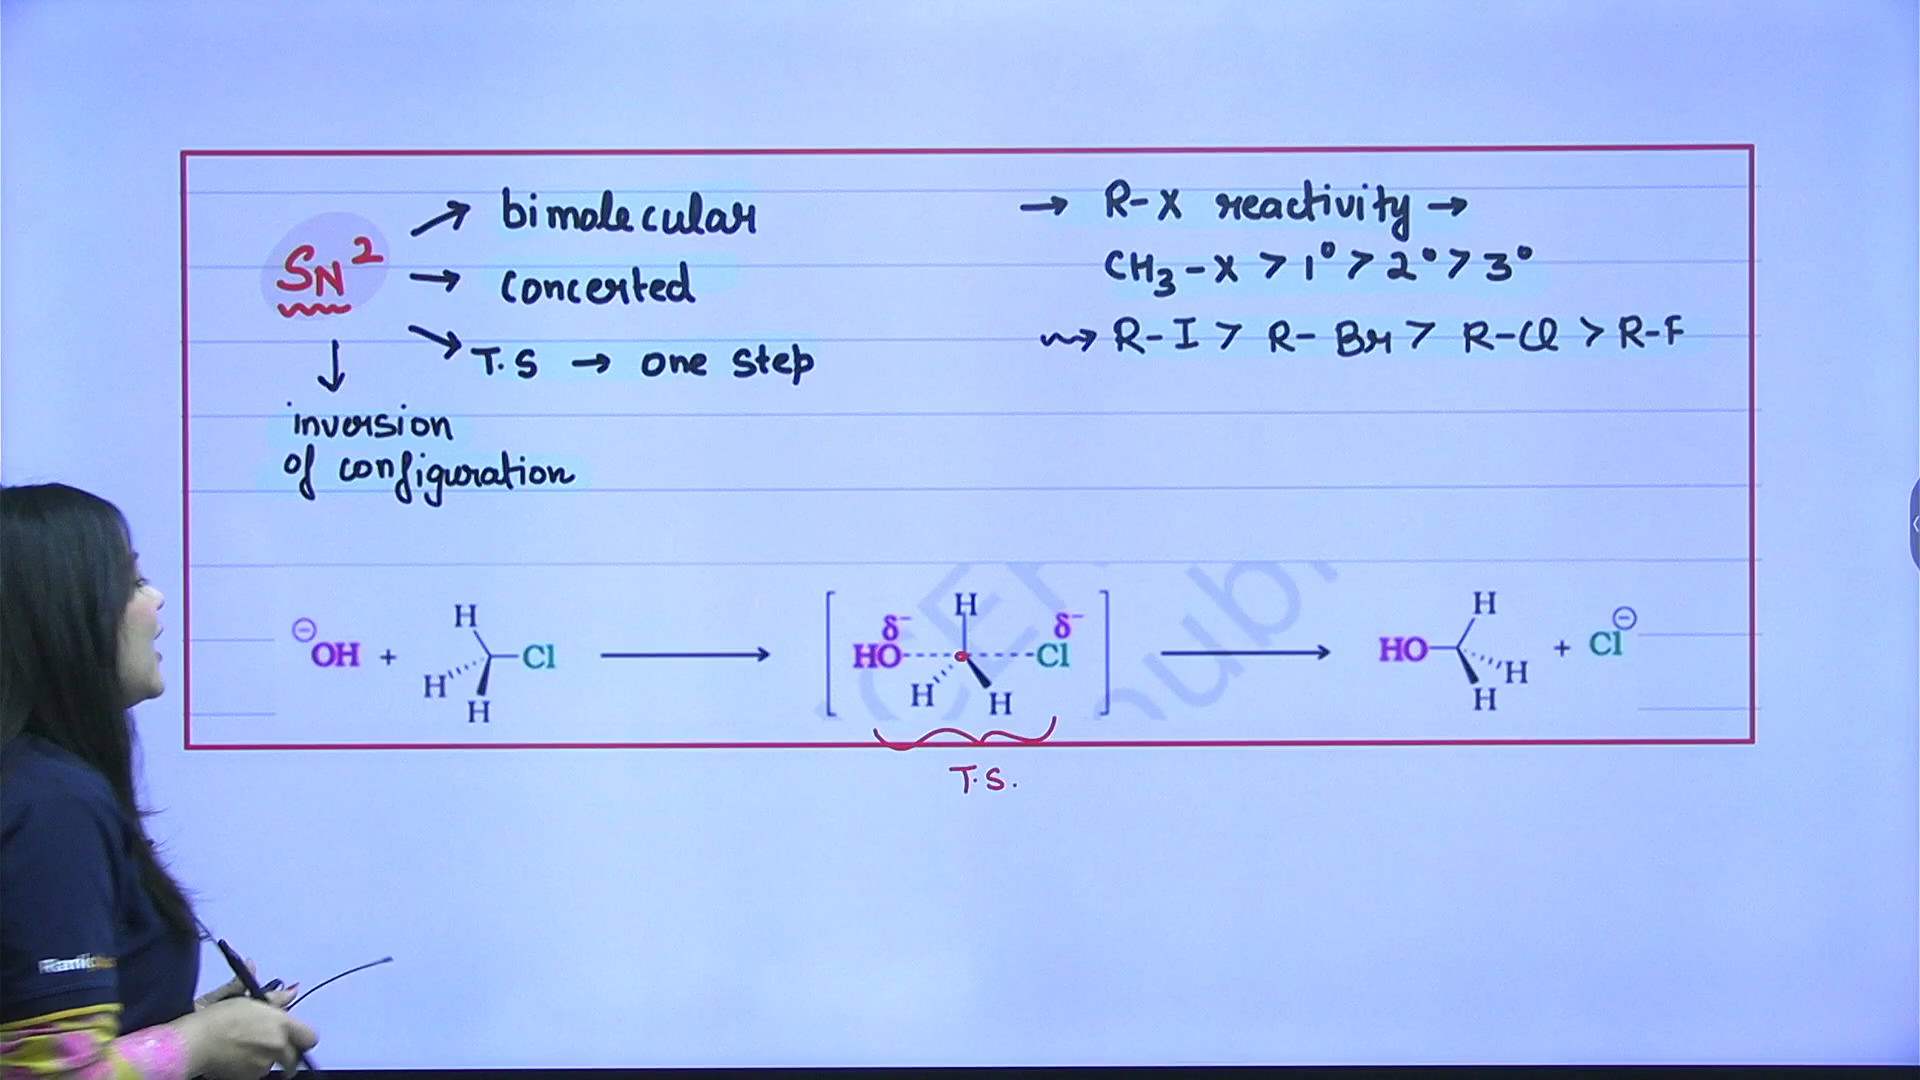 SN²
→ bimolecular
→ concerted
→ T.S → one step
↓
inversion
of configuration
→ R-X reactivity →
CH₃-X > 1° > 2° > 3°
⇝ R-I > R-Br > R-Cl > R-F
⊖OH + H H H Cl → [ δ⁻ HO H H H δ⁻ Cl ] → HO H H H + Cl⊖
T.S.